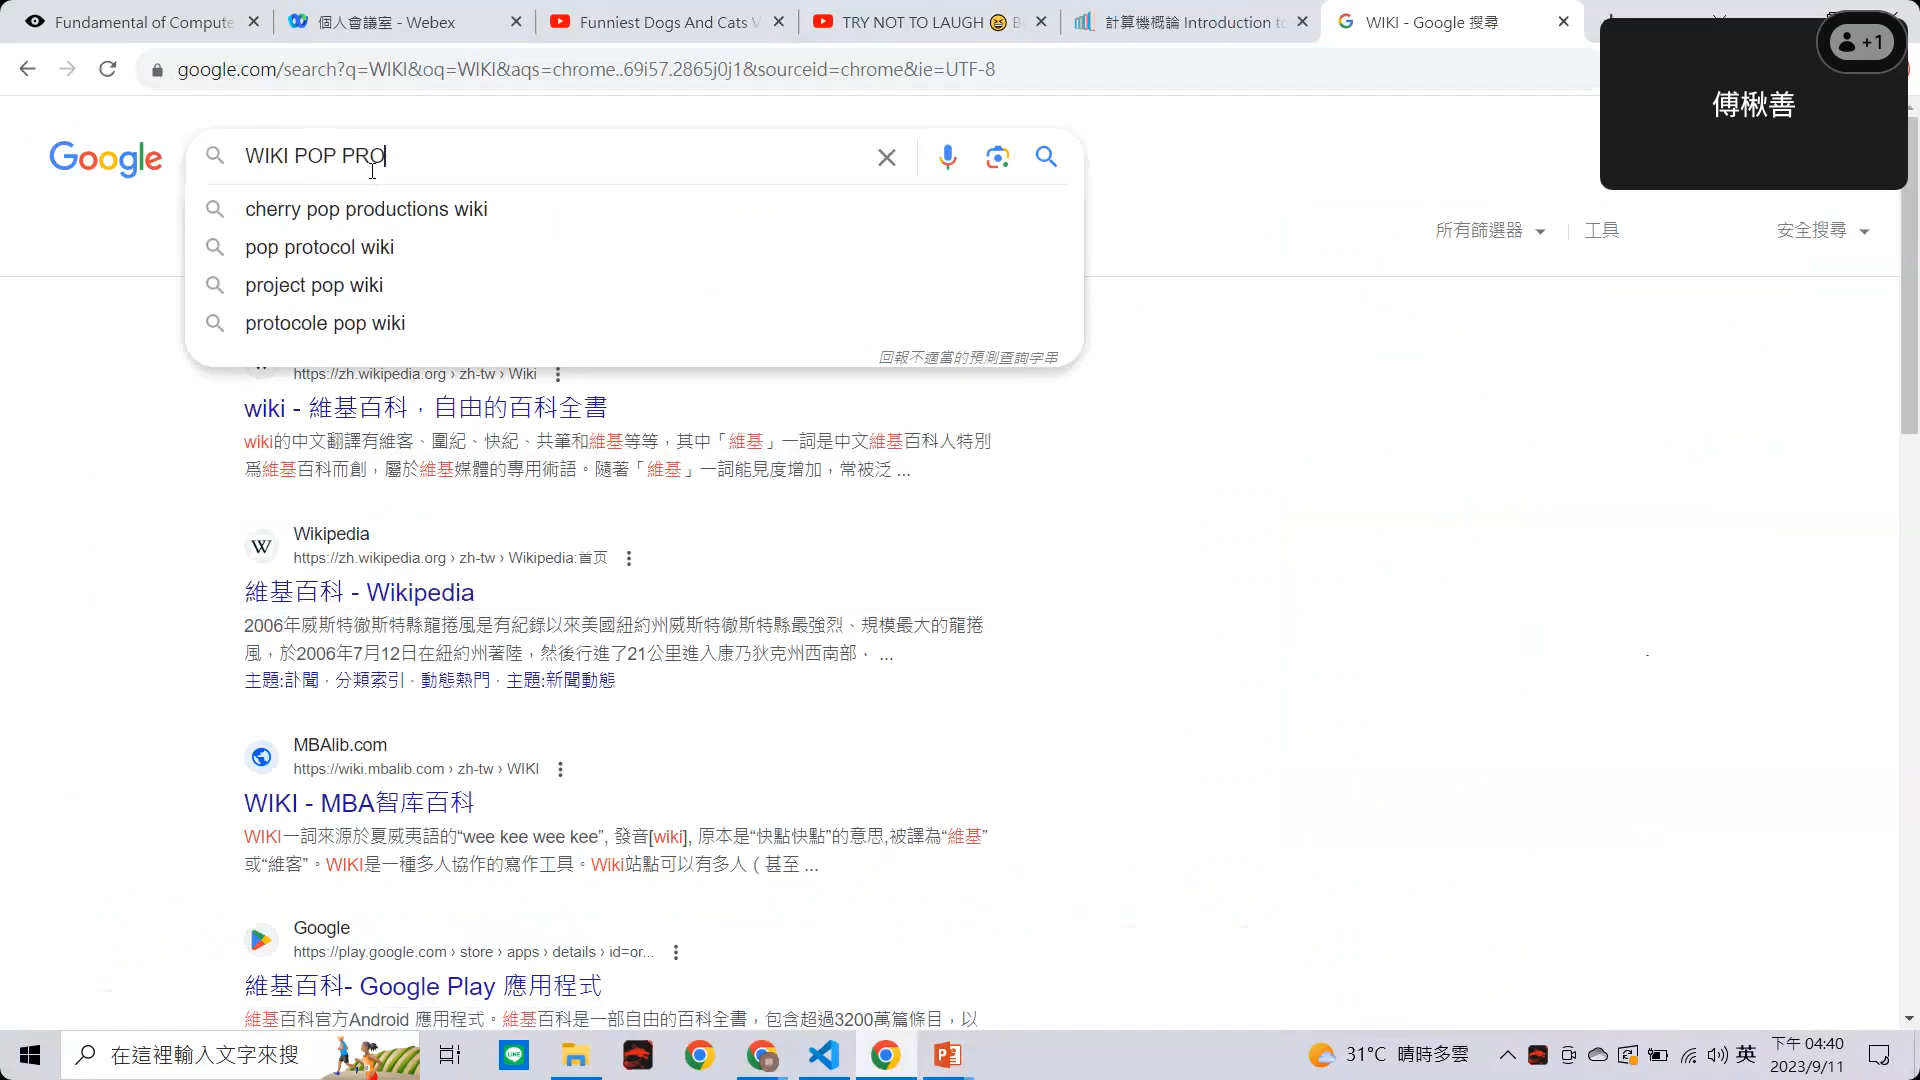 Fundamental of Compute
個人會議室 - Webex
Funniest Dogs And Cats V
TRY NOT TO LAUGH 😆 B
計算機概論 Introduction to
WIKI - Google 搜尋
google.com/search?q=WIKI&oq=WIKI&aqs=chrome..69i57.2865j0j1&sourceid=chrome&ie=UTF-8
+1
傅楸善
Google
WIKI POP PRO
cherry pop productions wiki
pop protocol wiki
project pop wiki
protocole pop wiki
回報不適當的預測查詢字串
所有篩選器
工具
安全搜尋
https://zh.wikipedia.org › zh-tw › Wiki
wiki - 維基百科，自由的百科全書
wiki的中文翻譯有維客、圍紀、快紀、共筆和維基等等，其中「維基」一詞是中文維基百科人特別
爲維基百科而創，屬於維基媒體的專用術語。隨著「維基」一詞能見度增加，常被泛 ...
W
Wikipedia
https://zh.wikipedia.org › zh-tw › Wikipedia:首页
維基百科 - Wikipedia
2006年威斯特徹斯特縣龍捲風是有紀錄以來美國紐約州威斯特徹斯特縣最強烈、規模最大的龍捲
風，於2006年7月12日在紐約州著陸，然後行進了21公里進入康乃狄克州西南部， ...
主題:訃聞 · 分類索引 · 動態熱門 · 主題:新聞動態
MBAlib.com
https://wiki.mbalib.com › zh-tw › WIKI
WIKI - MBA智库百科
WIKI一詞來源於夏威夷語的“wee kee wee kee”, 發音[wiki], 原本是“快點快點”的意思,被譯為“維基”
或“維客”。WIKI是一種多人協作的寫作工具。Wiki站點可以有多人（甚至 ...
Google
https://play.google.com › store › apps › details › id=or...
維基百科- Google Play 應用程式
維基百科官方Android 應用程式。維基百科是一部自由的百科全書，包含超過3200萬篇條目，以
在這裡輸入文字來搜
LINE
31°C 晴時多雲
英
下午 04:40
2023/9/11